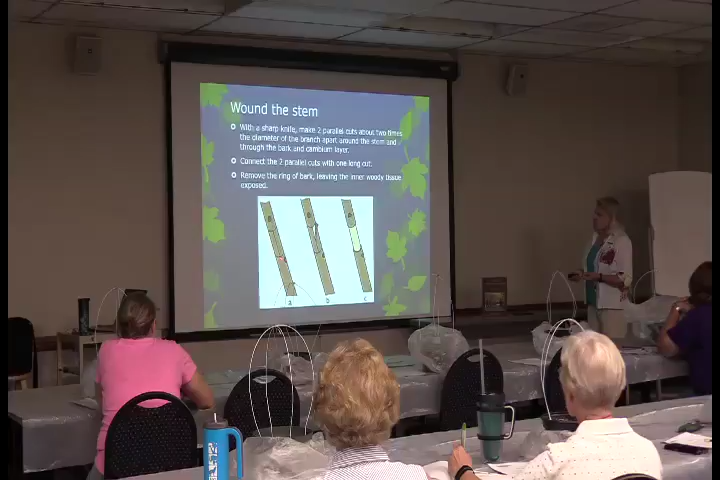 Wound the stem
With a sharp knife, make 2 parallel cuts about two times
the diameter of the branch apart around the stem and
through the bark and cambium layer.
Connect the 2 parallel cuts with one long cut.
Remove the ring of bark, leaving the inner woody tissue
exposed.